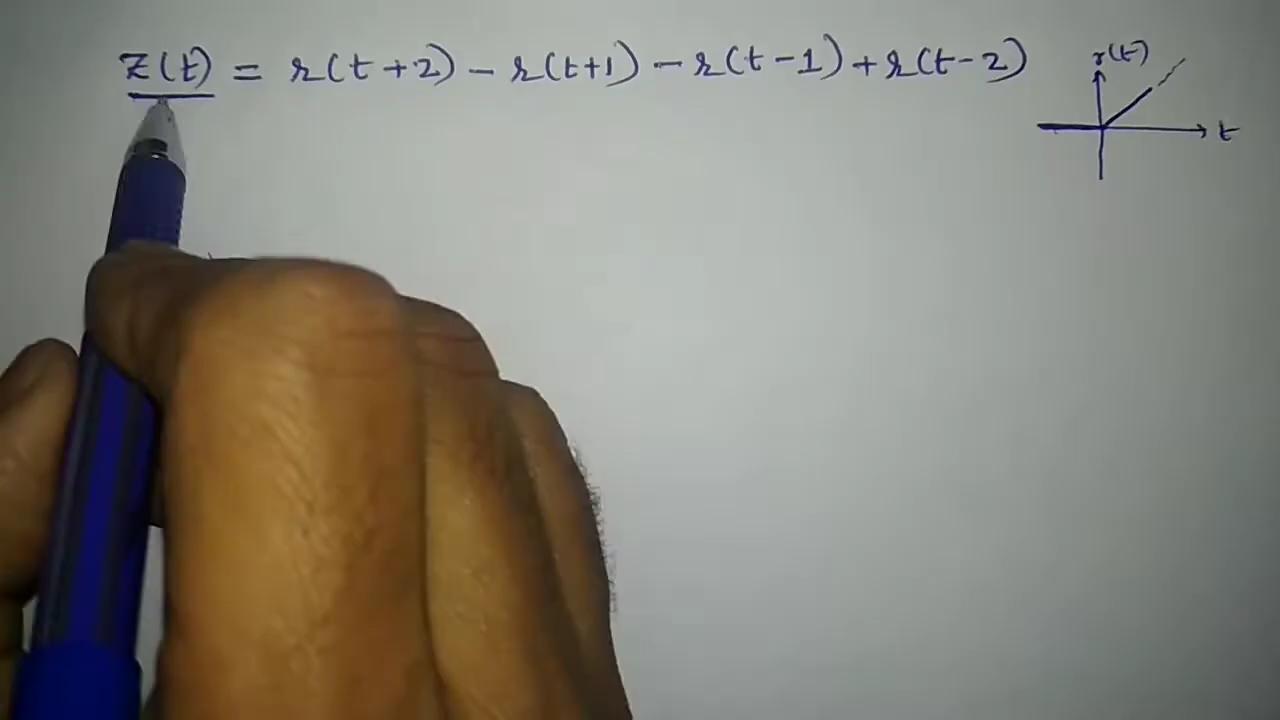 z(t) = r(t+2) - r(t+1) - r(t-1) + r(t-2)
r(t)
t